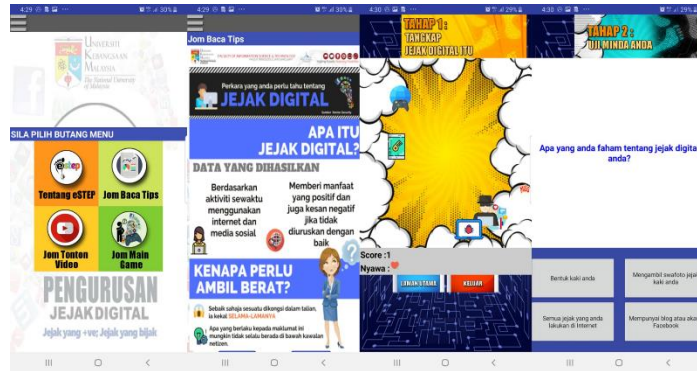 4:29
30%
UNIVERSITI
KEBANGSAAN
MALAYSIA
The National University
of Malaysia
SILA PILIH BUTANG MENU
eSTEP
Tentang eSTEP
Jom Baca Tips
Jom Tonton
Video
Jom Main
Game
PENGURUSAN
JEJAK DIGITAL
Jejak yang +ve; Jejak yang bijak
4:29
30%
Jom Baca Tips
Perkara yang anda perlu tahu tentang
JEJAK DIGITAL
APA ITU
JEJAK DIGITAL?
DATA YANG DIHASILKAN
Berdasarkan
aktiviti sewaktu
menggunakan
internet dan
media sosial
Memberi manfaat
yang positif dan
juga kesan negatif
jika tidak
diuruskan dengan
baik
KENAPA PERLU
AMBIL BERAT?
Sebaik sahaja sesuatu dikongsi dalam talian,
ia kekal SELAMA-LAMANYA
Apa yang berlaku kepada maklumat ini
mungkin tidak selalu berada di bawah kawalan
netizen.
4:30
29%
TAHAP 1:
TANGKAP
JEJAK DIGITAL ITU
Score :1
Nyawa :
LAMAN UTAMA
KELUAR
4:30
29%
TAHAP 2:
UJI MINDA ANDA
Apa yang anda faham tentang jejak digita
anda?
Bentuk kaki anda
Mengambil swafoto jejak
kaki anda
Semua jejak yang anda
lakukan di Internet
Mempunyai blog atau aka
Facebook